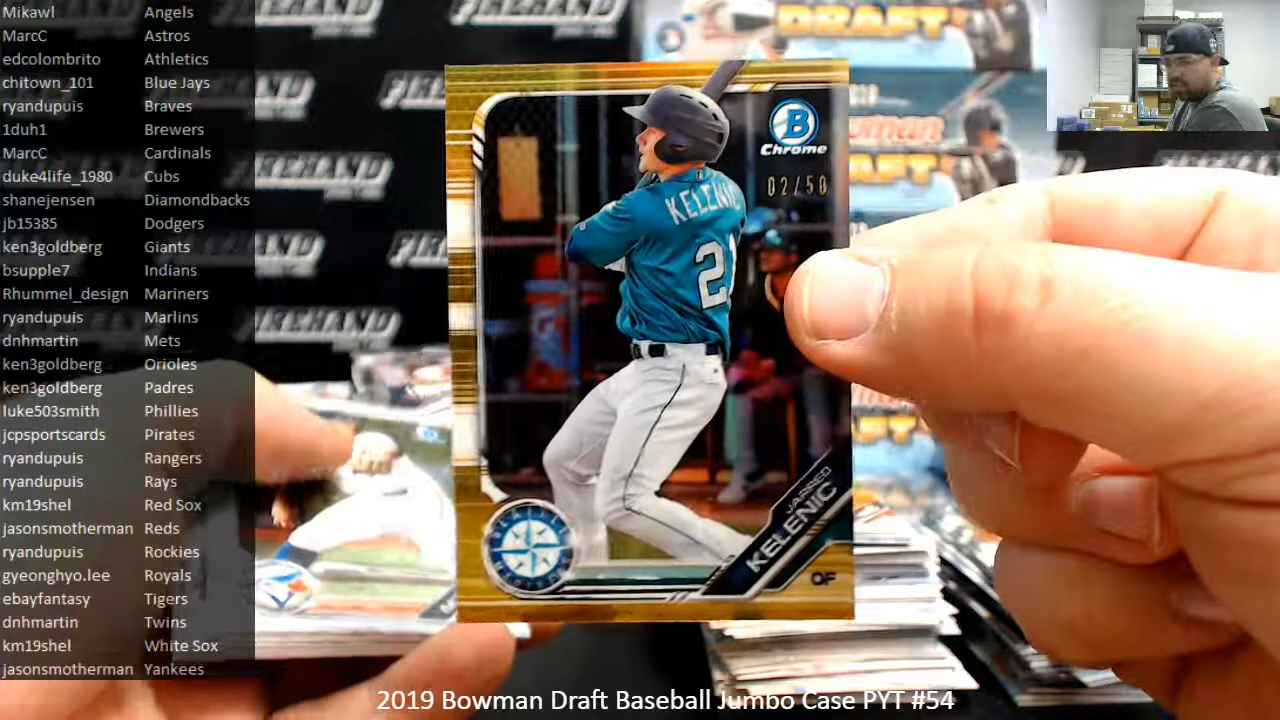 Mikawl Angels
MarcC Astros
edcolombrito Athletics
chitown_101 Blue Jays
ryandupuis Braves
1duh1 Brewers
MarcC Cardinals
duke4life_1980 Cubs
shanejensen Diamondbacks
jb15385 Dodgers
ken3goldberg Giants
bsupple7 Indians
Rhummel_design Mariners
ryandupuis Marlins
dnhmartin Mets
ken3goldberg Orioles
ken3goldberg Padres
luke503smith Phillies
jcpsportscards Pirates
ryandupuis Rangers
ryandupuis Rays
km19shel Red Sox
jasonsmotherman Reds
ryandupuis Rockies
gyeonghyo.lee Royals
ebayfantasy Tigers
dnhmartin Twins
km19shel White Sox
jasonsmotherman Yankees
FIREHAND
DRAFT
DRAFT
B
Chrome
02/50
KELENIC
21
JARRED
KELENIC
OF
2019 Bowman Draft Baseball Jumbo Case PYT #54